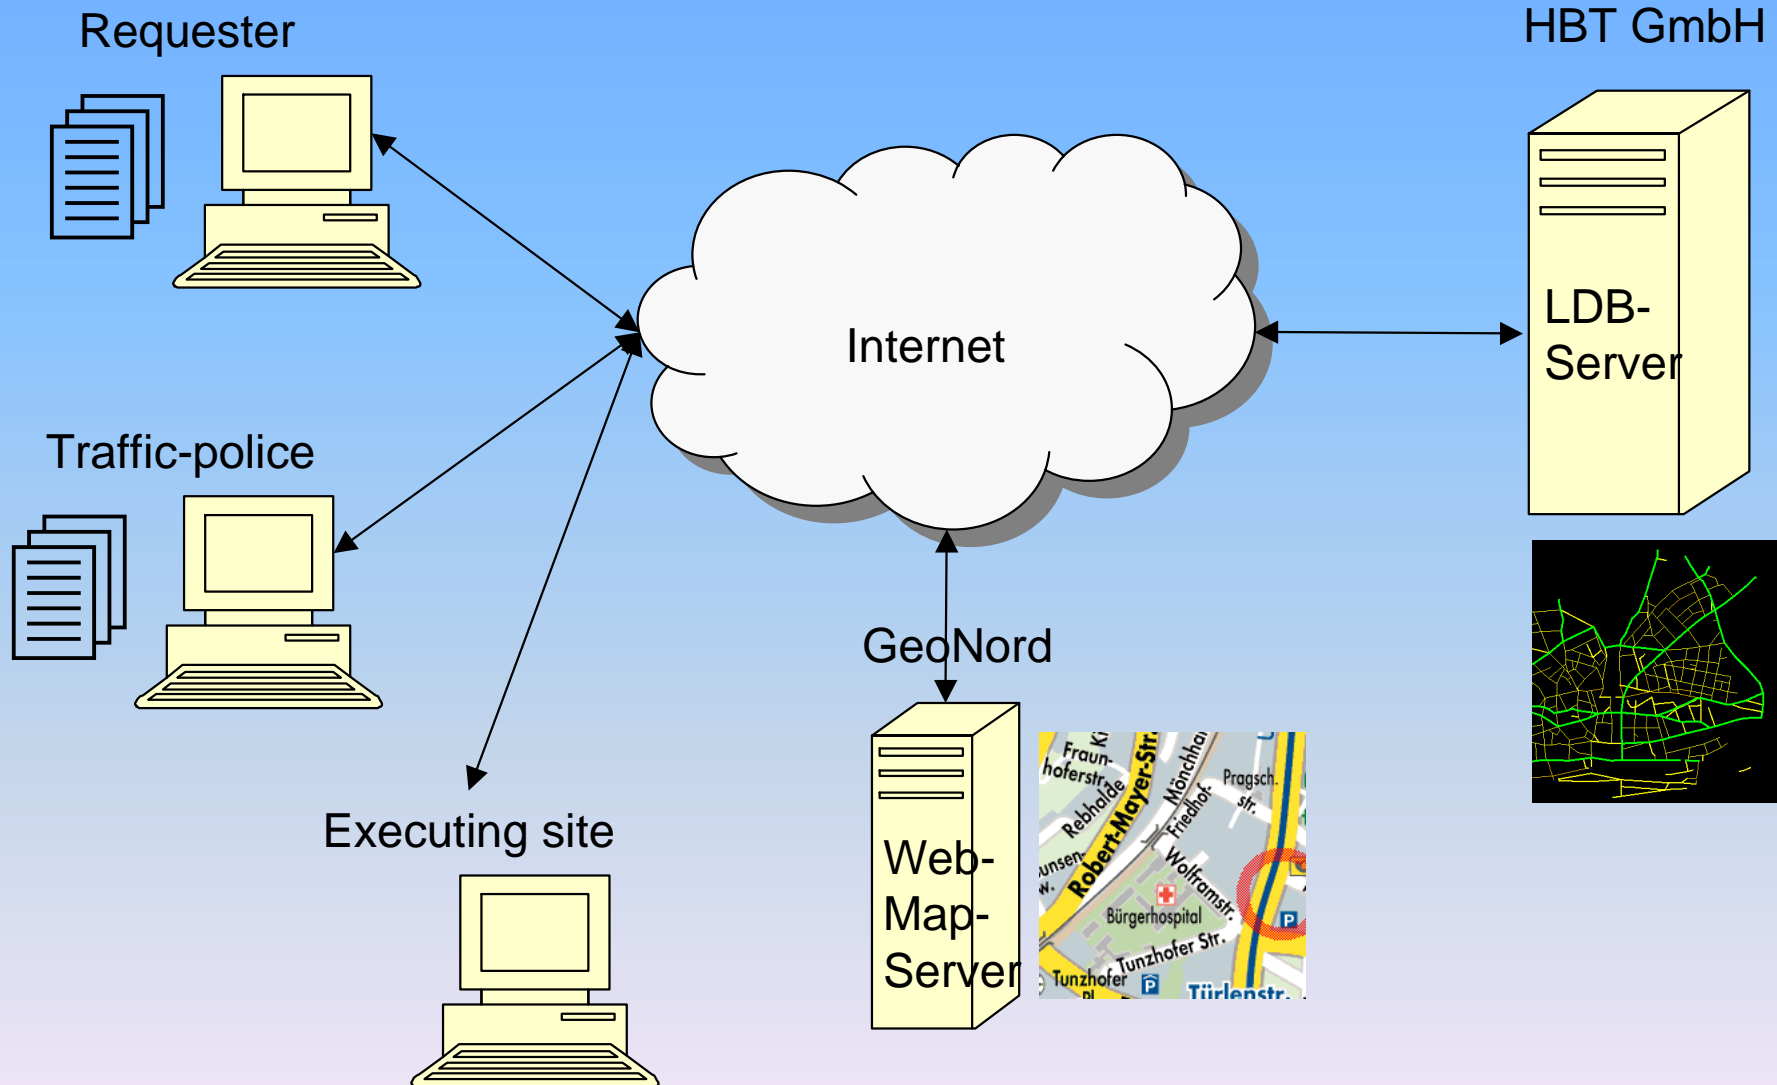 Requester
HBT GmbH
Internet
LDB-
Server
Traffic-police
GeoNord
Executing site
Web-
Map-
Server
Fraun-
hoferstr.
Rebhalde
Robert-Mayer-Str.
Friedhof-
str.
Pragsch.
Wolframstr.
Bürgerhospital
P
Tunzhofer Str.
Tunzhofer
Pl.
P
Türlenstr.